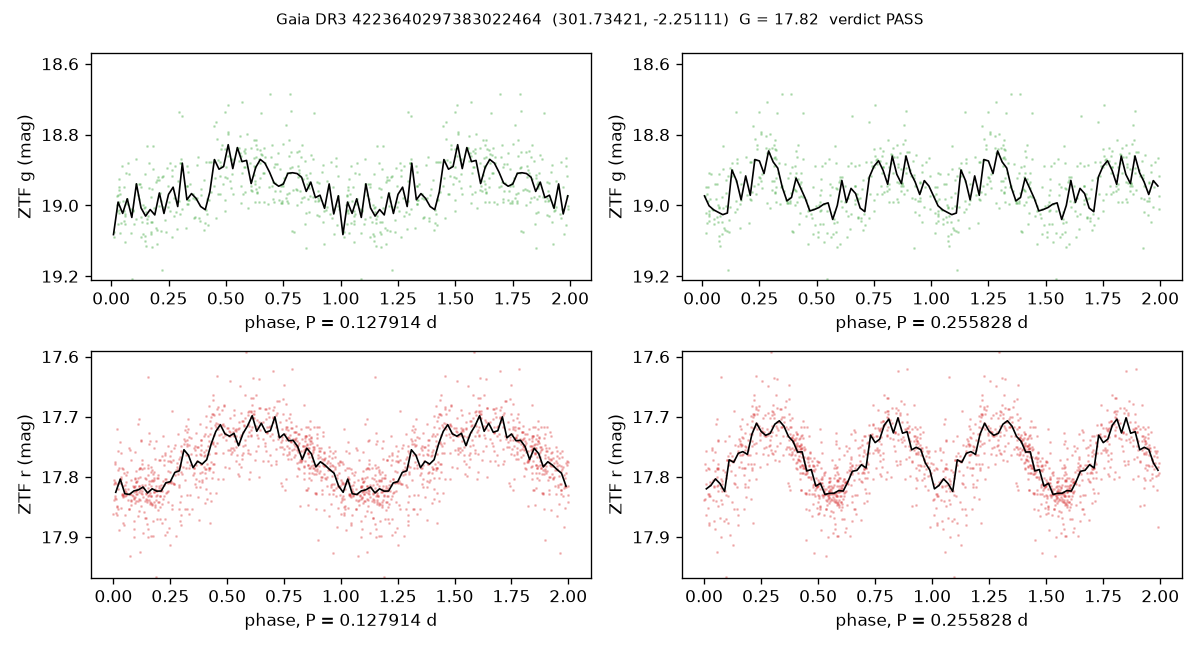 Gaia DR3 4223640297383022464 (301.73421, -2.25111) G = 17.82 verdict PASS
ZTF g (mag)
18.6
18.8
19.0
19.2
0.00 0.25 0.50 0.75 1.00 1.25 1.50 1.75 2.00
phase, P = 0.127914 d
ZTF g (mag)
18.6
18.8
19.0
19.2
0.00 0.25 0.50 0.75 1.00 1.25 1.50 1.75 2.00
phase, P = 0.255828 d
ZTF r (mag)
17.6
17.7
17.8
17.9
0.00 0.25 0.50 0.75 1.00 1.25 1.50 1.75 2.00
phase, P = 0.127914 d
ZTF r (mag)
17.6
17.7
17.8
17.9
0.00 0.25 0.50 0.75 1.00 1.25 1.50 1.75 2.00
phase, P = 0.255828 d